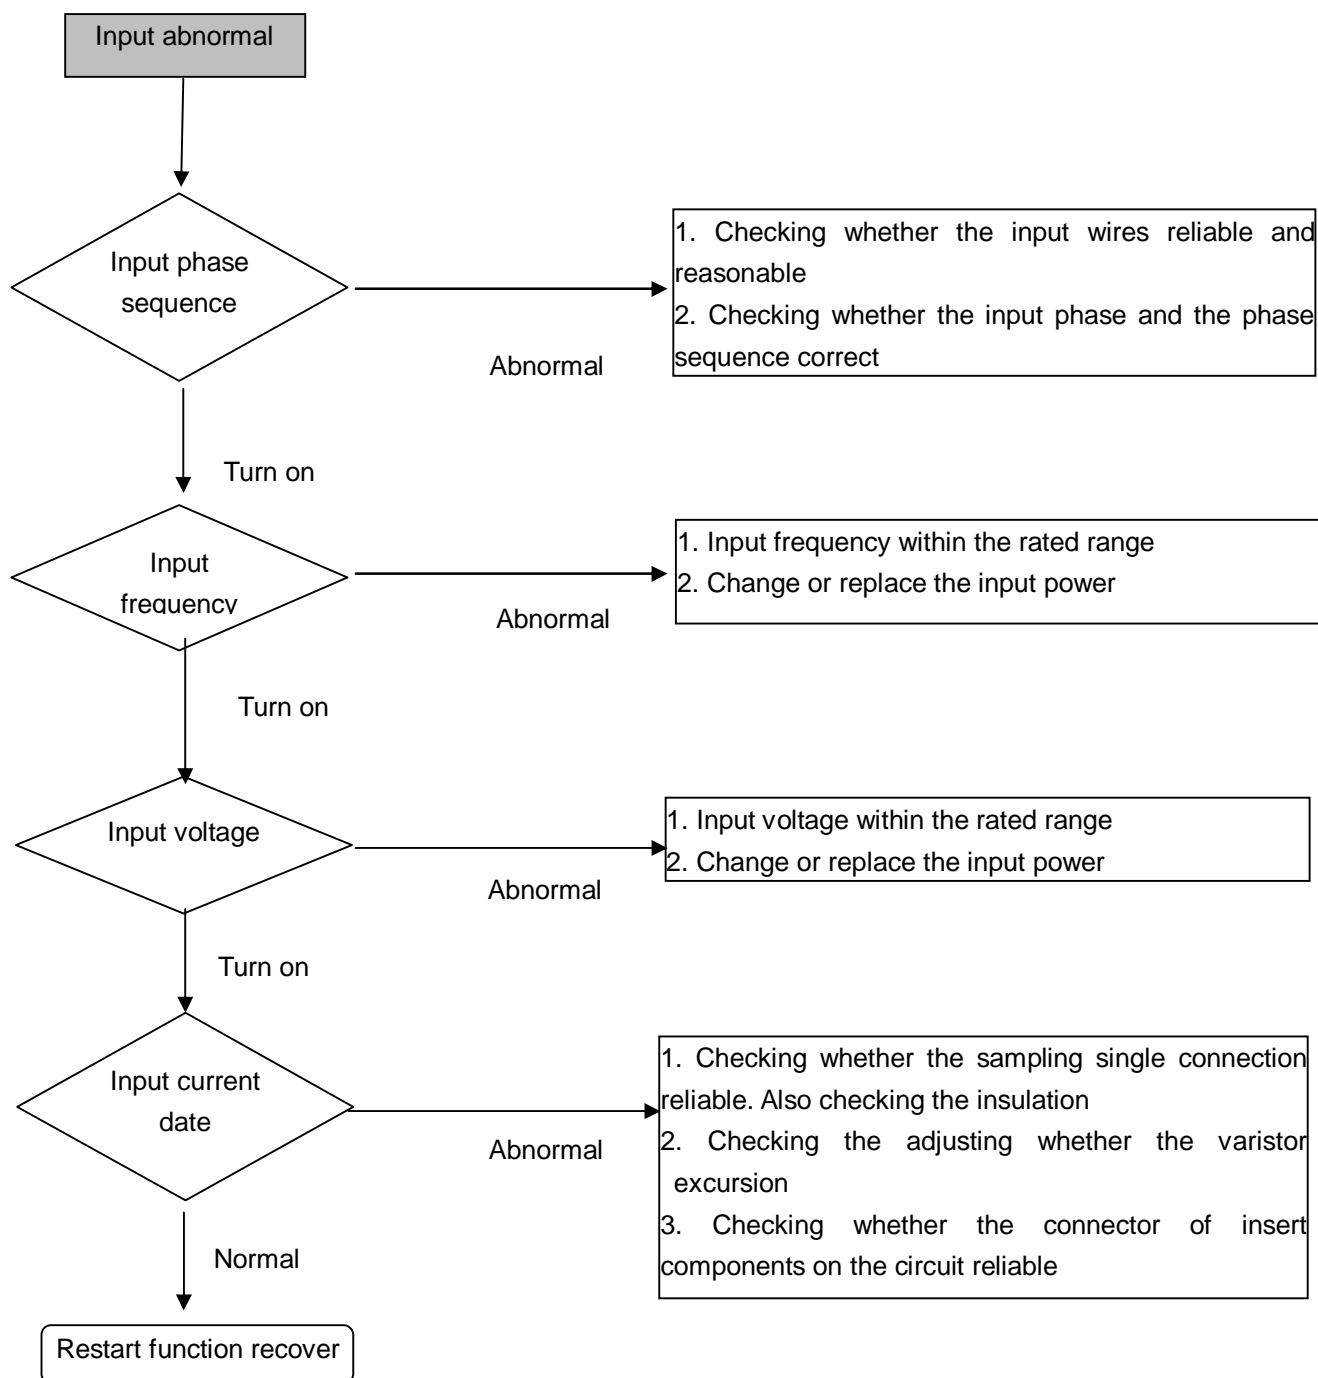 Input abnormal
Input phase
sequence
1. Checking whether the input wires reliable and
reasonable
2. Checking whether the input phase and the phase
sequence correct
Abnormal
Turn on
Input
frequency
1. Input frequency within the rated range
2. Change or replace the input power
Abnormal
Turn on
Input voltage
1. Input voltage within the rated range
2. Change or replace the input power
Abnormal
Turn on
Input current
date
1. Checking whether the sampling single connection
reliable. Also checking the insulation
2. Checking the adjusting whether the varistor
excursion
3. Checking whether the connector of insert
components on the circuit reliable
Abnormal
Normal
Restart function recover